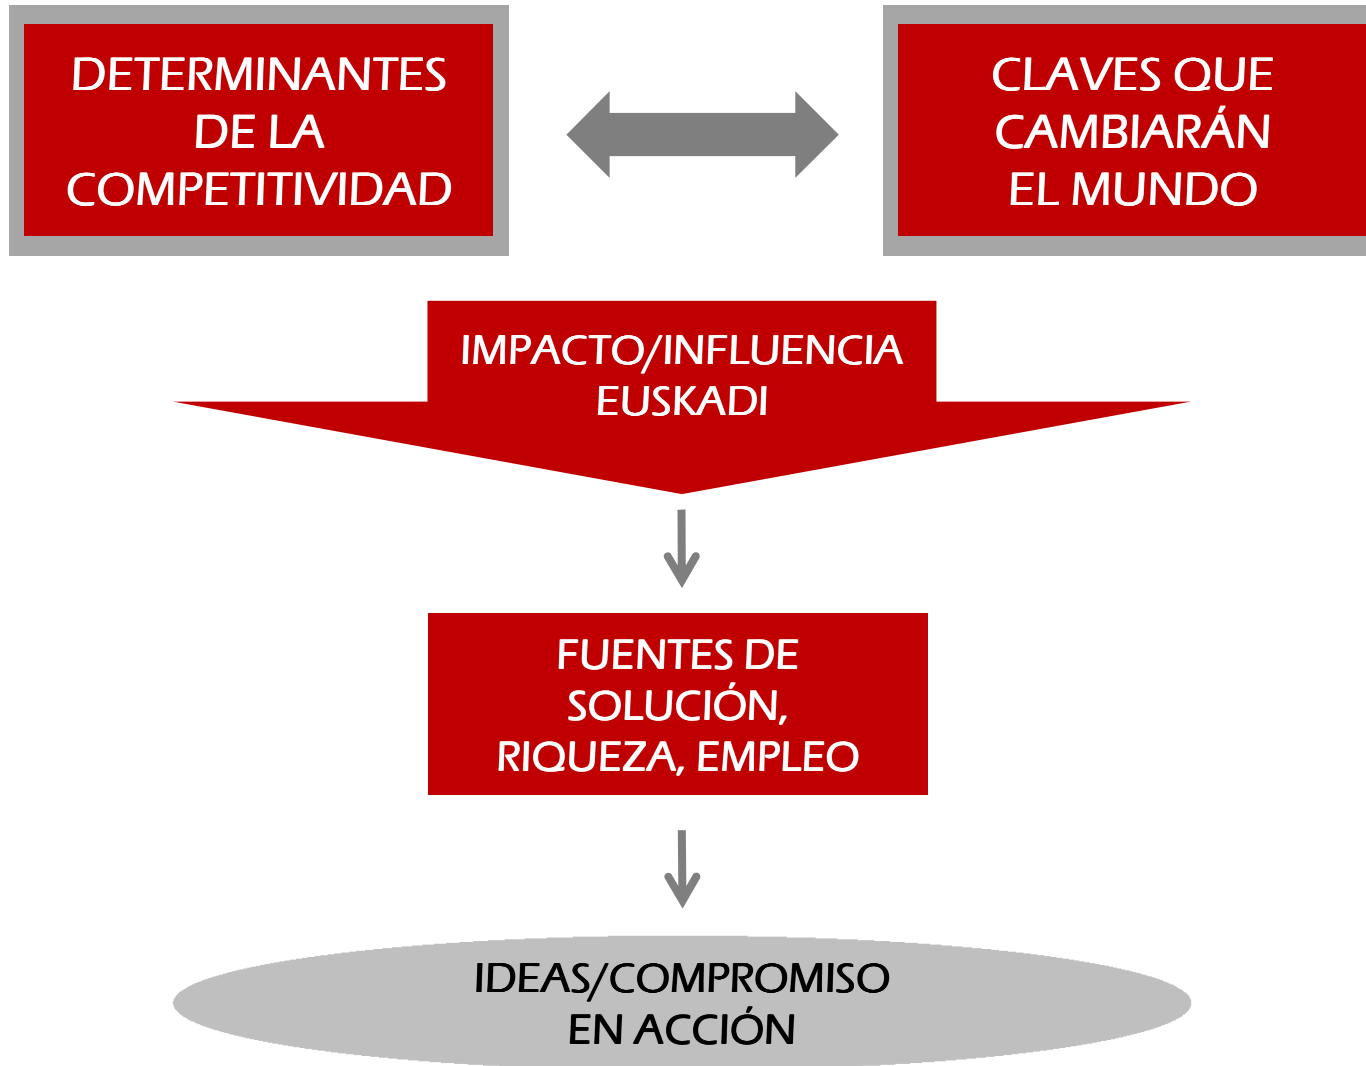 DETERMINANTES
DE LA
COMPETITIVIDAD
CLAVES QUE
CAMBIARÁN
EL MUNDO
IMPACTO/INFLUENCIA
EUSKADI
FUENTES DE
SOLUCIÓN,
RIQUEZA, EMPLEO
IDEAS/COMPROMISO
EN ACCIÓN